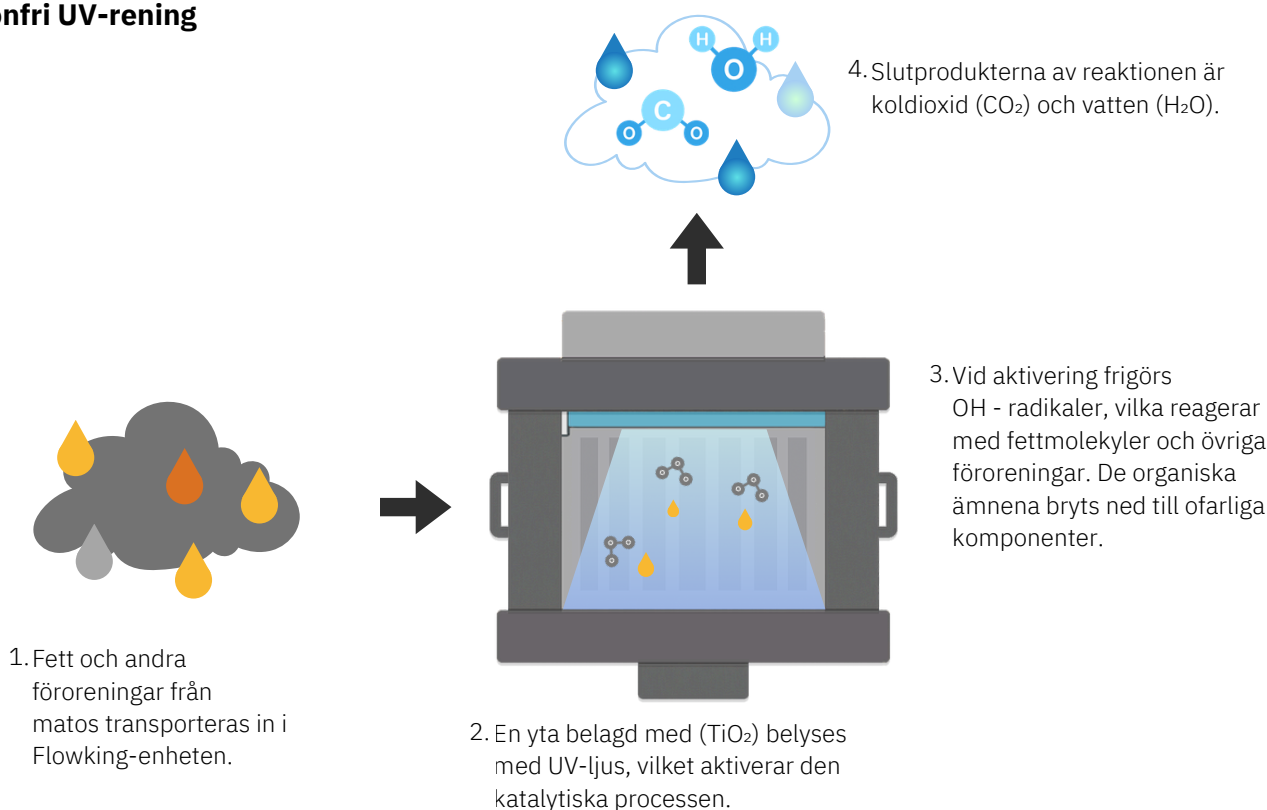 nfri UV-rening
H
H
O
C
O
O
4. Slutprodukterna av reaktionen är
koldioxid (CO₂) och vatten (H₂O).
3. Vid aktivering frigörs
OH - radikaler, vilka reagerar
med fettmolekyler och övriga
föroreningar. De organiska
ämnena bryts ned till ofarliga
komponenter.
1. Fett och andra
föroreningar från
matos transporteras in i
Flowking-enheten.
2. En yta belagd med (TiO₂) belyses
med UV-ljus, vilket aktiverar den
katalytiska processen.